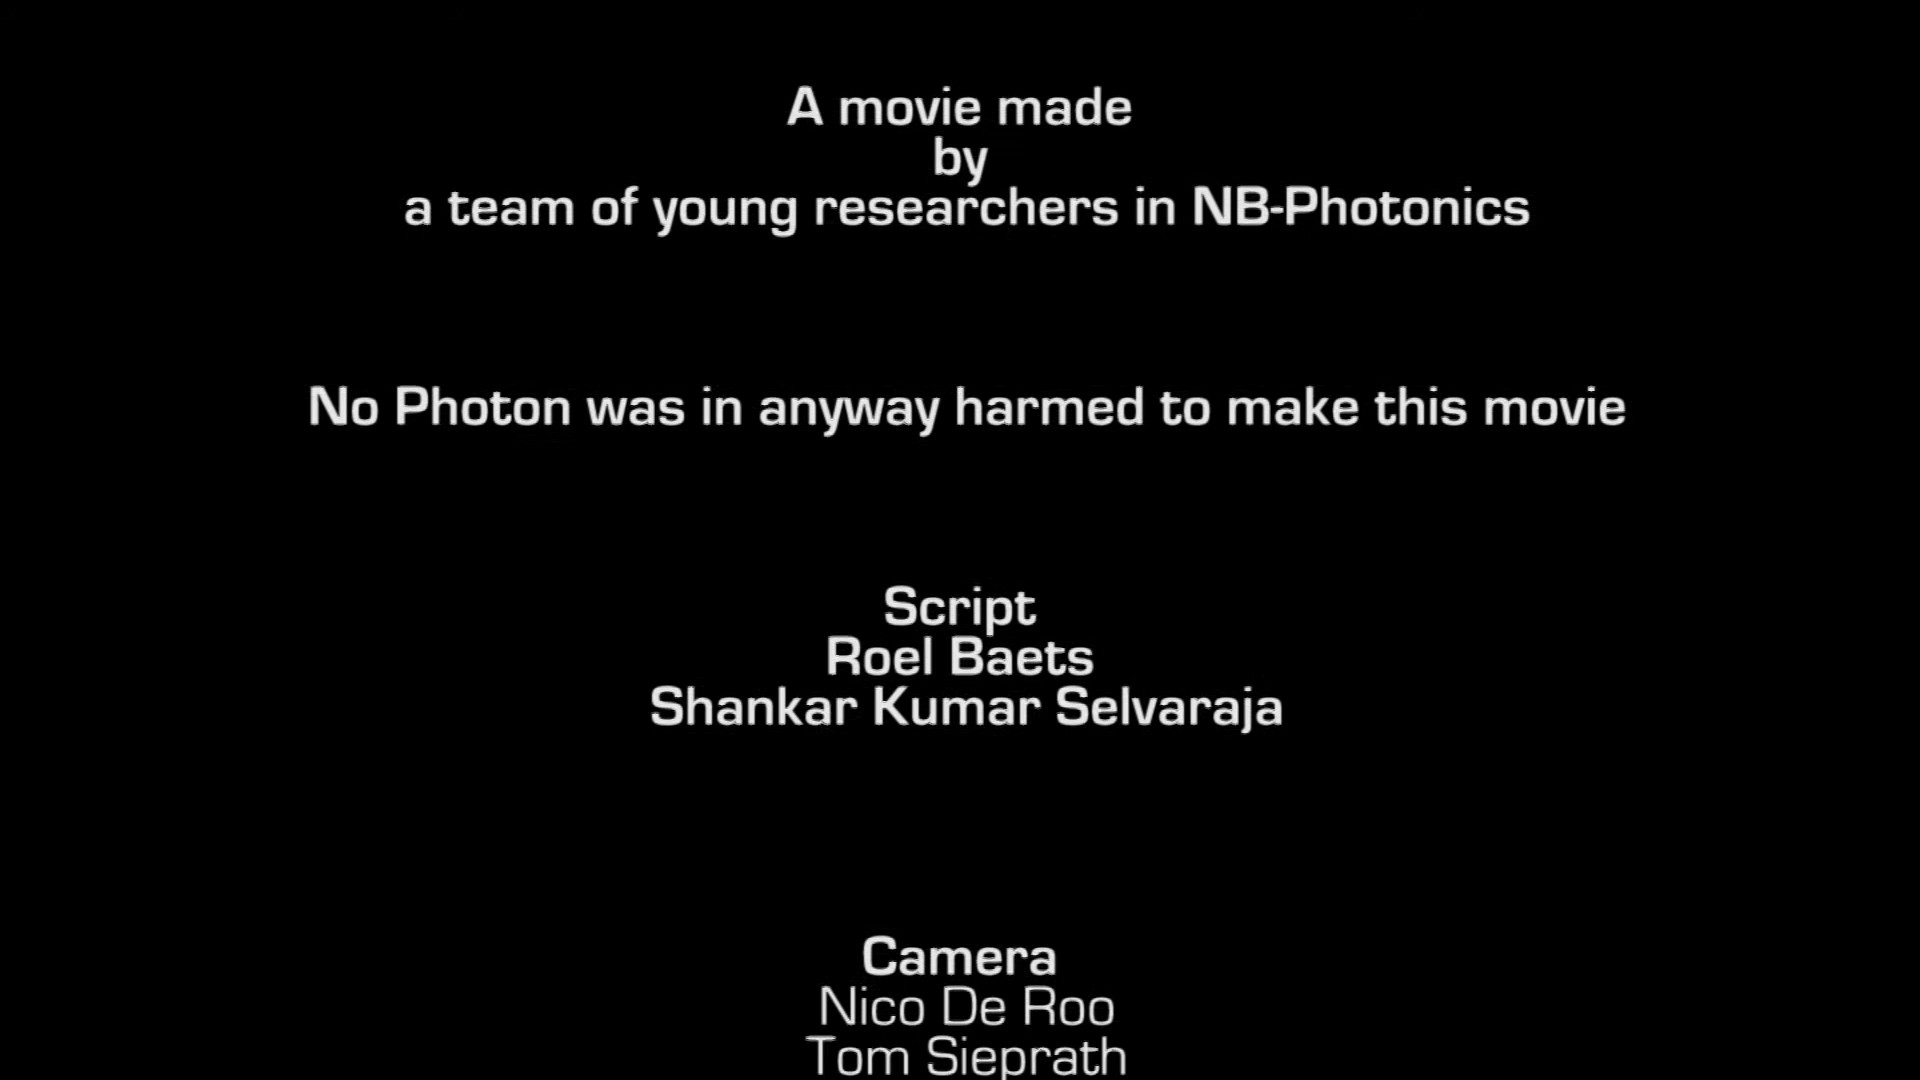 A movie made
by
a team of young researchers in NB-Photonics
No Photon was in anyway harmed to make this movie
Script
Roel Baets
Shankar Kumar Selvaraja
Camera
Nico De Roo
Tom Sieprath